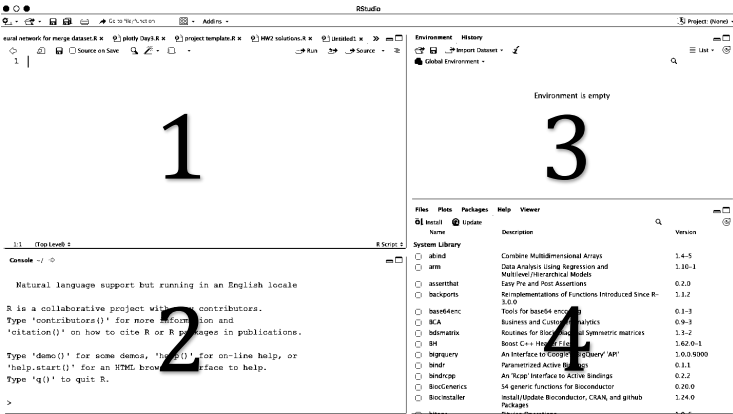 RStudio
Go to file/function
Addins
Project: (None)
eural network for merge dataset.R
plotly Day3.R
project template.R
HW2 solutions.R
Untitled1
Source on Save
Run
Source
1
1
1:1 (Top Level)
R Script
Environment History
Import Dataset
List
Global Environment
Environment is empty
3
Console ~/
Natural language support but running in an English locale
R is a collaborative project with contributors.
Type 'contributors()' for more information and
'citation()' on how to cite R or R packages in publications.
Type 'demo()' for some demos, 'help()' for on-line help, or
'help.start()' for an HTML browser interface to help.
Type 'q()' to quit R.
>
2
Files Plots Packages Help Viewer
Install Update
Name Description Version
System Library
abind Combine Multidimensional Arrays 1.4-5
arm Data Analysis Using Regression and 1.10-1
Multilevel/Hierarchical Models
assertthat Easy Pre and Post Assertions 0.2.0
backports Reimplementations of Functions Introduced Since R- 1.1.2
3.0.0
base64enc Tools for base64 encoding 0.1-3
BCA Business and Customer Analytics 0.9-3
bdsmatrix Routines for Block Diagonal Symmetric matrices 1.3-2
BH Boost C++ Header Files 1.62.0-1
bigrquery An Interface to Google's 'BigQuery' 'API' 1.0.0.9000
bindr Parametrized Active Bindings 0.1.1
bindrcpp An 'Rcpp' Interface to Active Bindings 0.2.2
BiocGenerics S4 generic functions for Bioconductor 0.20.0
BiocInstaller Install/Update Bioconductor, CRAN, and github 1.24.0
Packages
4